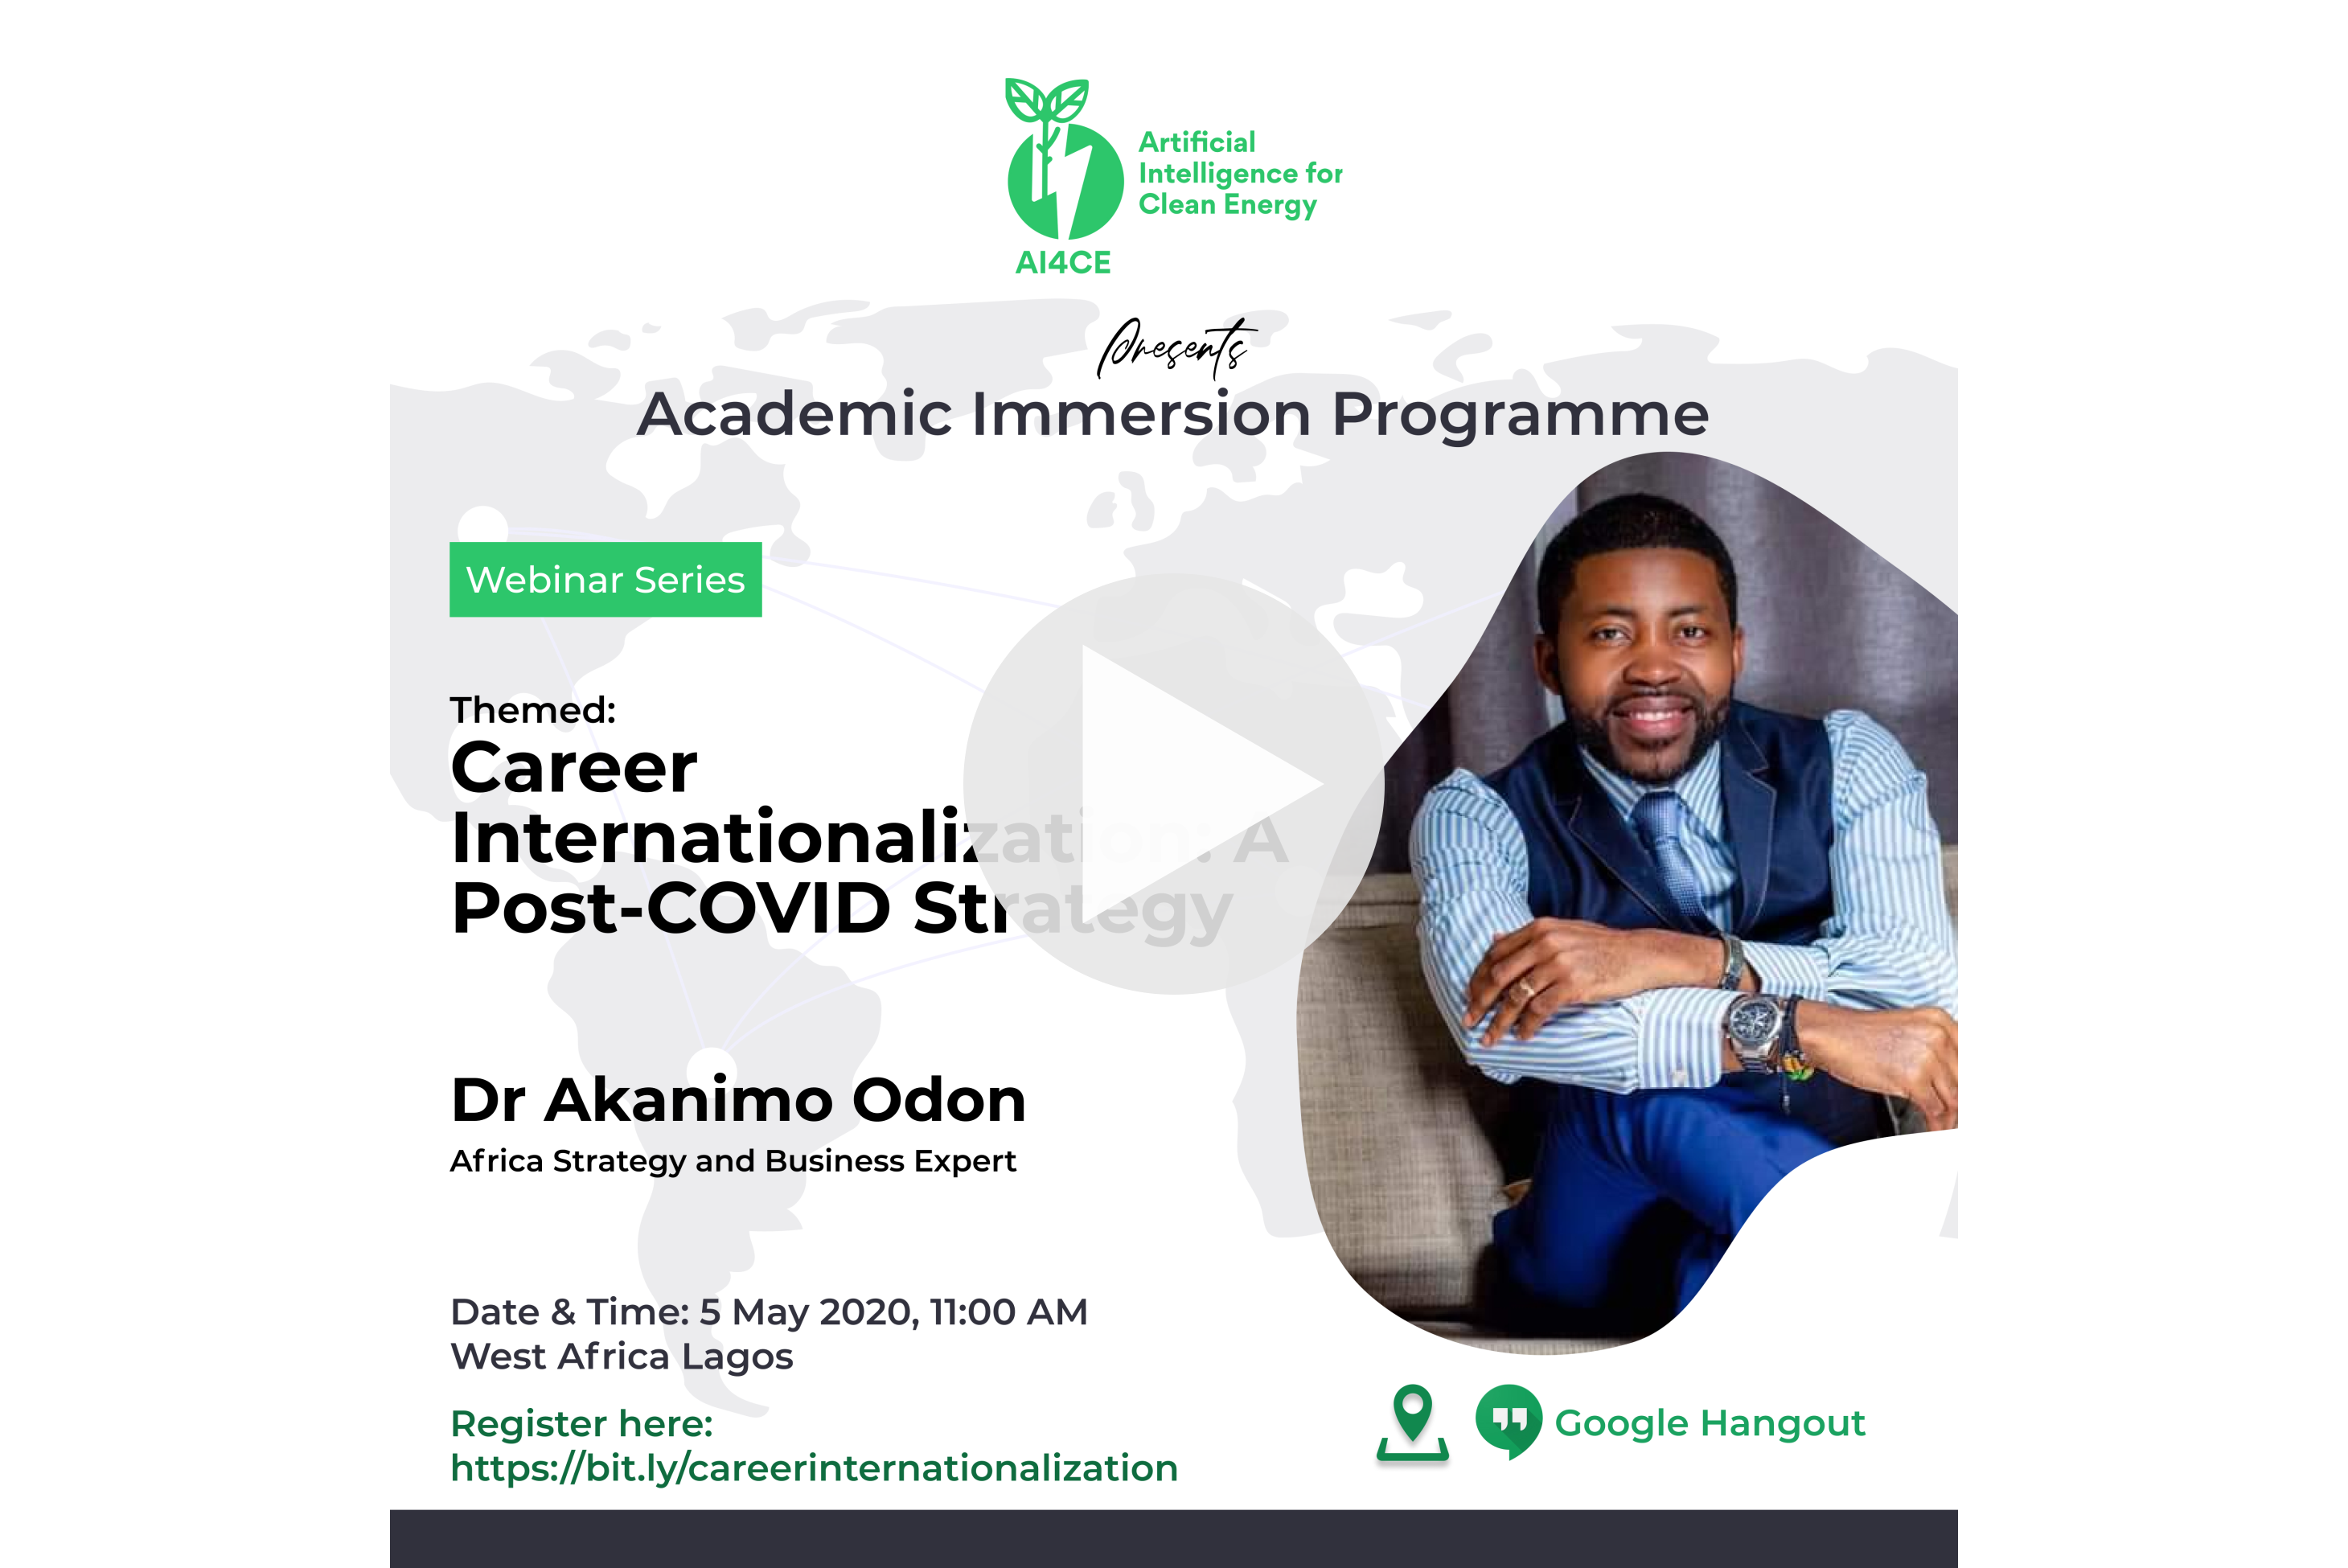 Artificial
Intelligence for
Clean Energy
AI4CE
Presents
Academic Immersion Programme
Webinar Series
Themed:
Career
Internationalization: A
Post-COVID Strategy
Dr Akanimo Odon
Africa Strategy and Business Expert
Date & Time: 5 May 2020, 11:00 AM
West Africa Lagos
Register here:
https://bit.ly/careerinternationalization
Google Hangout